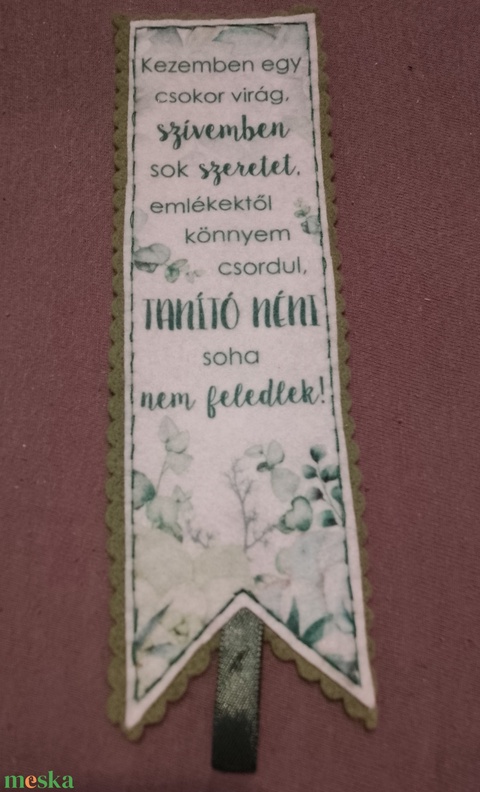 Kezemben egy
csokor virág,
szívemben
sok szeretet,
emlékektől
könnyem
csordul,
TANÍTÓ NÉNI
soha
nem feledlek!
meska